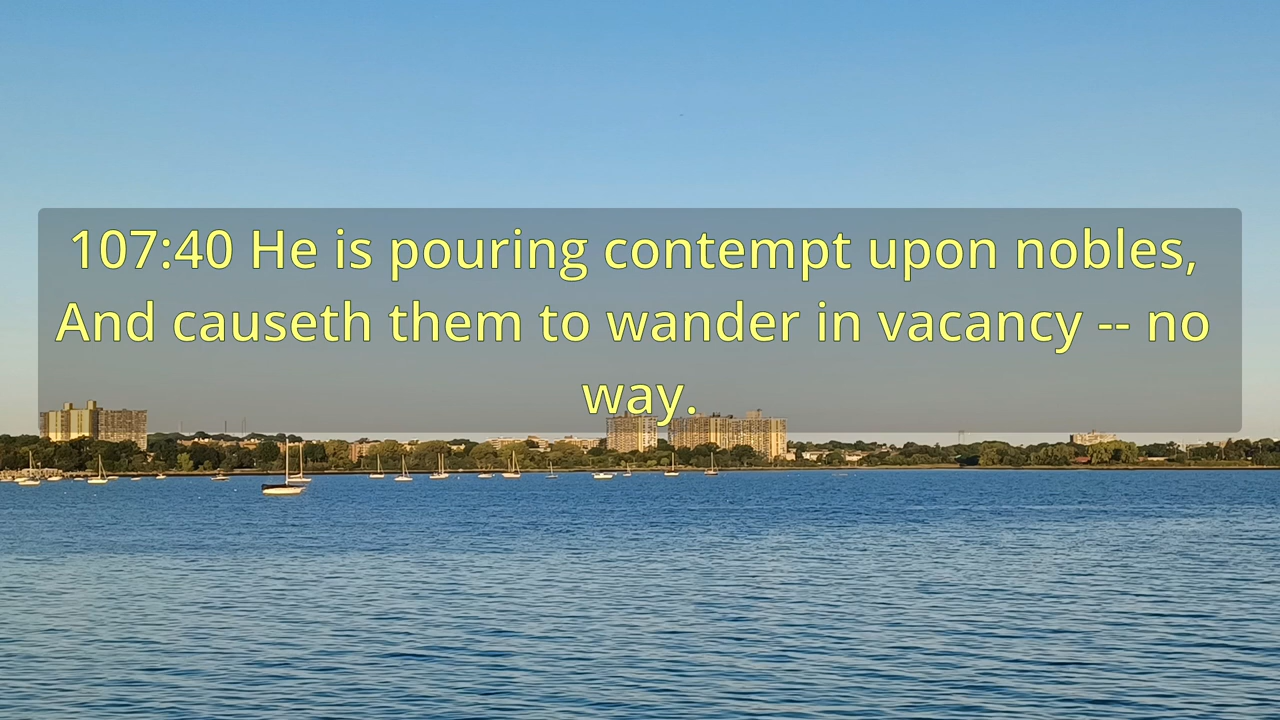 107:40 He is pouring contempt upon nobles,
And causeth them to wander in vacancy -- no
way.